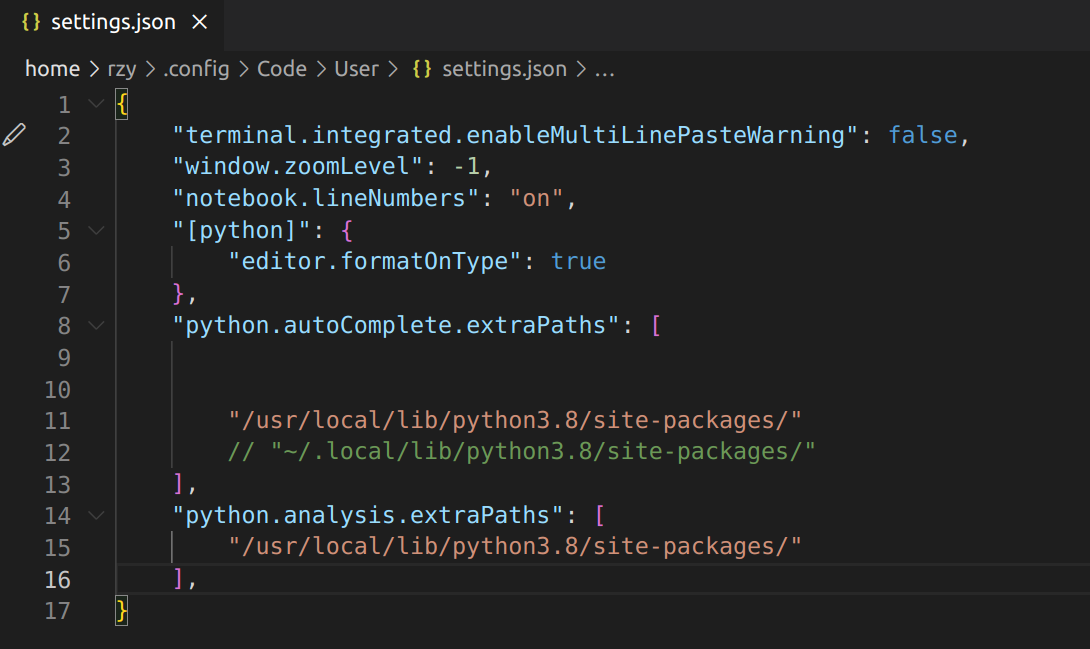 {} settings.json ×
home > rzy > .config > Code > User > {} settings.json > ...
1 {
2 "terminal.integrated.enableMultiLinePasteWarning": false,
3 "window.zoomLevel": -1,
4 "notebook.lineNumbers": "on",
5 "[python]": {
6 "editor.formatOnType": true
7 },
8 "python.autoComplete.extraPaths": [
9
10
11 "/usr/local/lib/python3.8/site-packages/"
12 // "~/.local/lib/python3.8/site-packages/"
13 ],
14 "python.analysis.extraPaths": [
15 "/usr/local/lib/python3.8/site-packages/"
16 ],
17 }